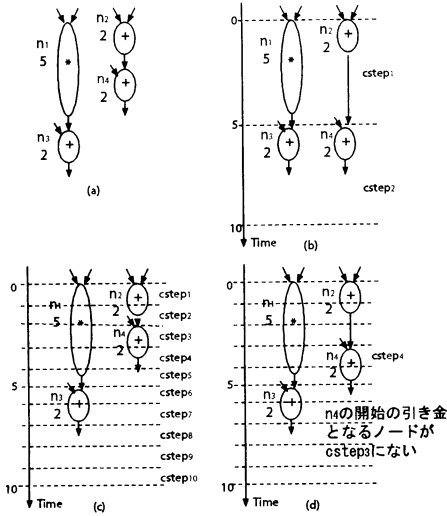 n1
5
*
n2
2
+
n4
2
+
n3
2
+
(a)
0
n1
5
*
n2
2
+
cstep1
5
n3
2
+
n4
2
+
cstep2
10
Time
(b)
0
n1
5
*
n2
2
+
cstep1
cstep2
n4
2
+
cstep3
cstep4
cstep5
5
n3
2
+
cstep6
cstep7
cstep8
cstep9
cstep10
10
Time
(c)
0
n1
5
*
n2
2
+
n4
2
+
cstep4
5
n3
2
+
n4の開始の引き金
となるノードが
cstep3にない
10
Time
(d)